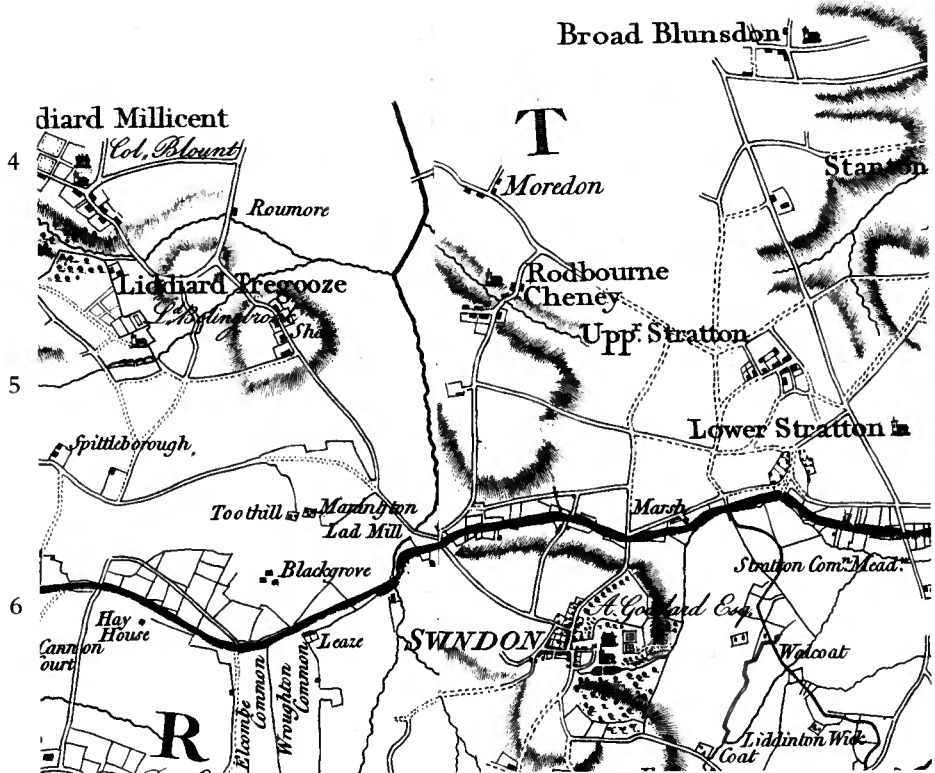 Broad Blunsdon
diard Millicent
Col. Blount
T
4
Stanton
Moredon
Roumore
Rodbourne
Cheney
Liddiard Tregooze
Ld. Bolingbroke
Sha
Uppr. Stratton
5
Lower Stratton
Spittleborough
Toothill
Manington
Lad Mill
Marsh
Blackgrove
Stratton Comn. Mead.
6
Hay
House
A. Goddard Esq.
Cannon
Court
Leaze
SWINDON
Walcoat
Elcombe
Common
Wroughton
Common
R
Liddinton Wick
Coat